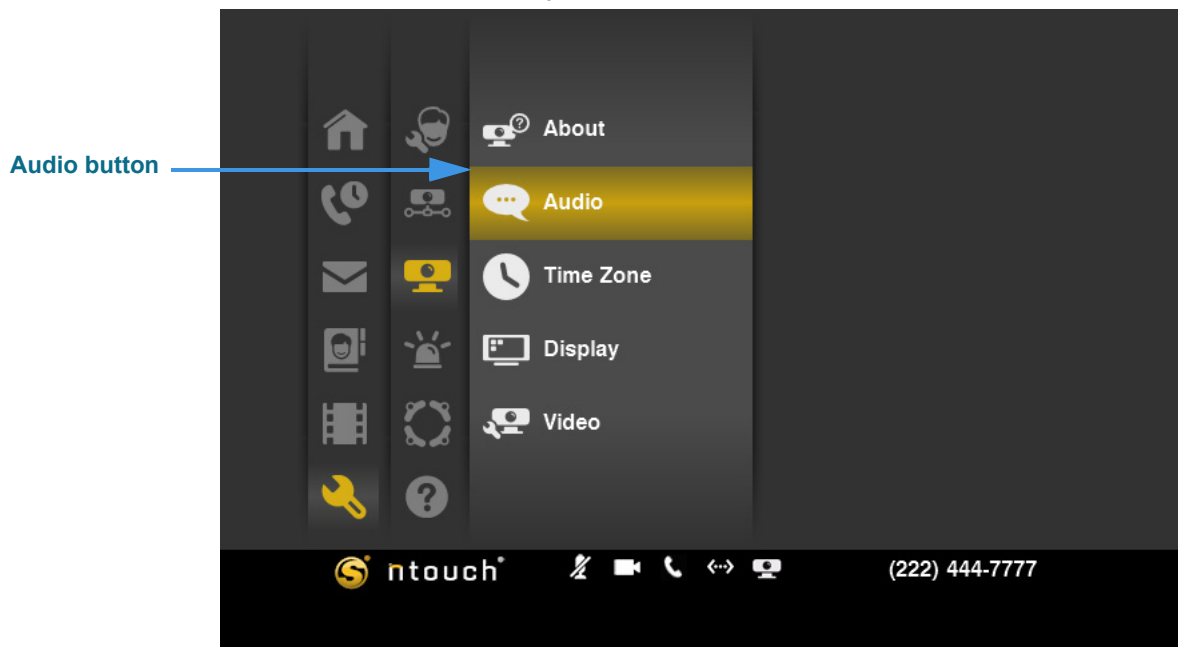 About
Audio button
Audio
Time Zone
Display
Video
S ntouch (222) 444-7777